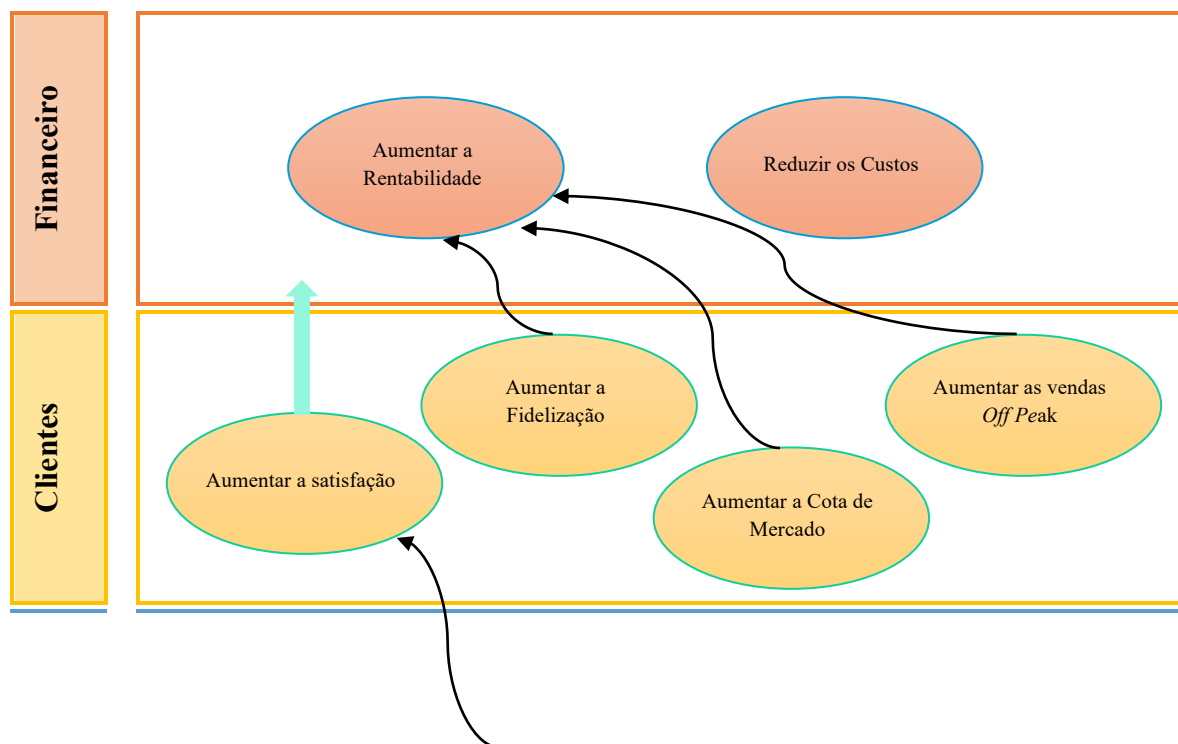 Financeiro
Aumentar a
Rentabilidade
Reduzir os Custos
Clientes
Aumentar a
Fidelização
Aumentar as vendas
Off Peak
Aumentar a satisfação
Aumentar a Cota de
Mercado